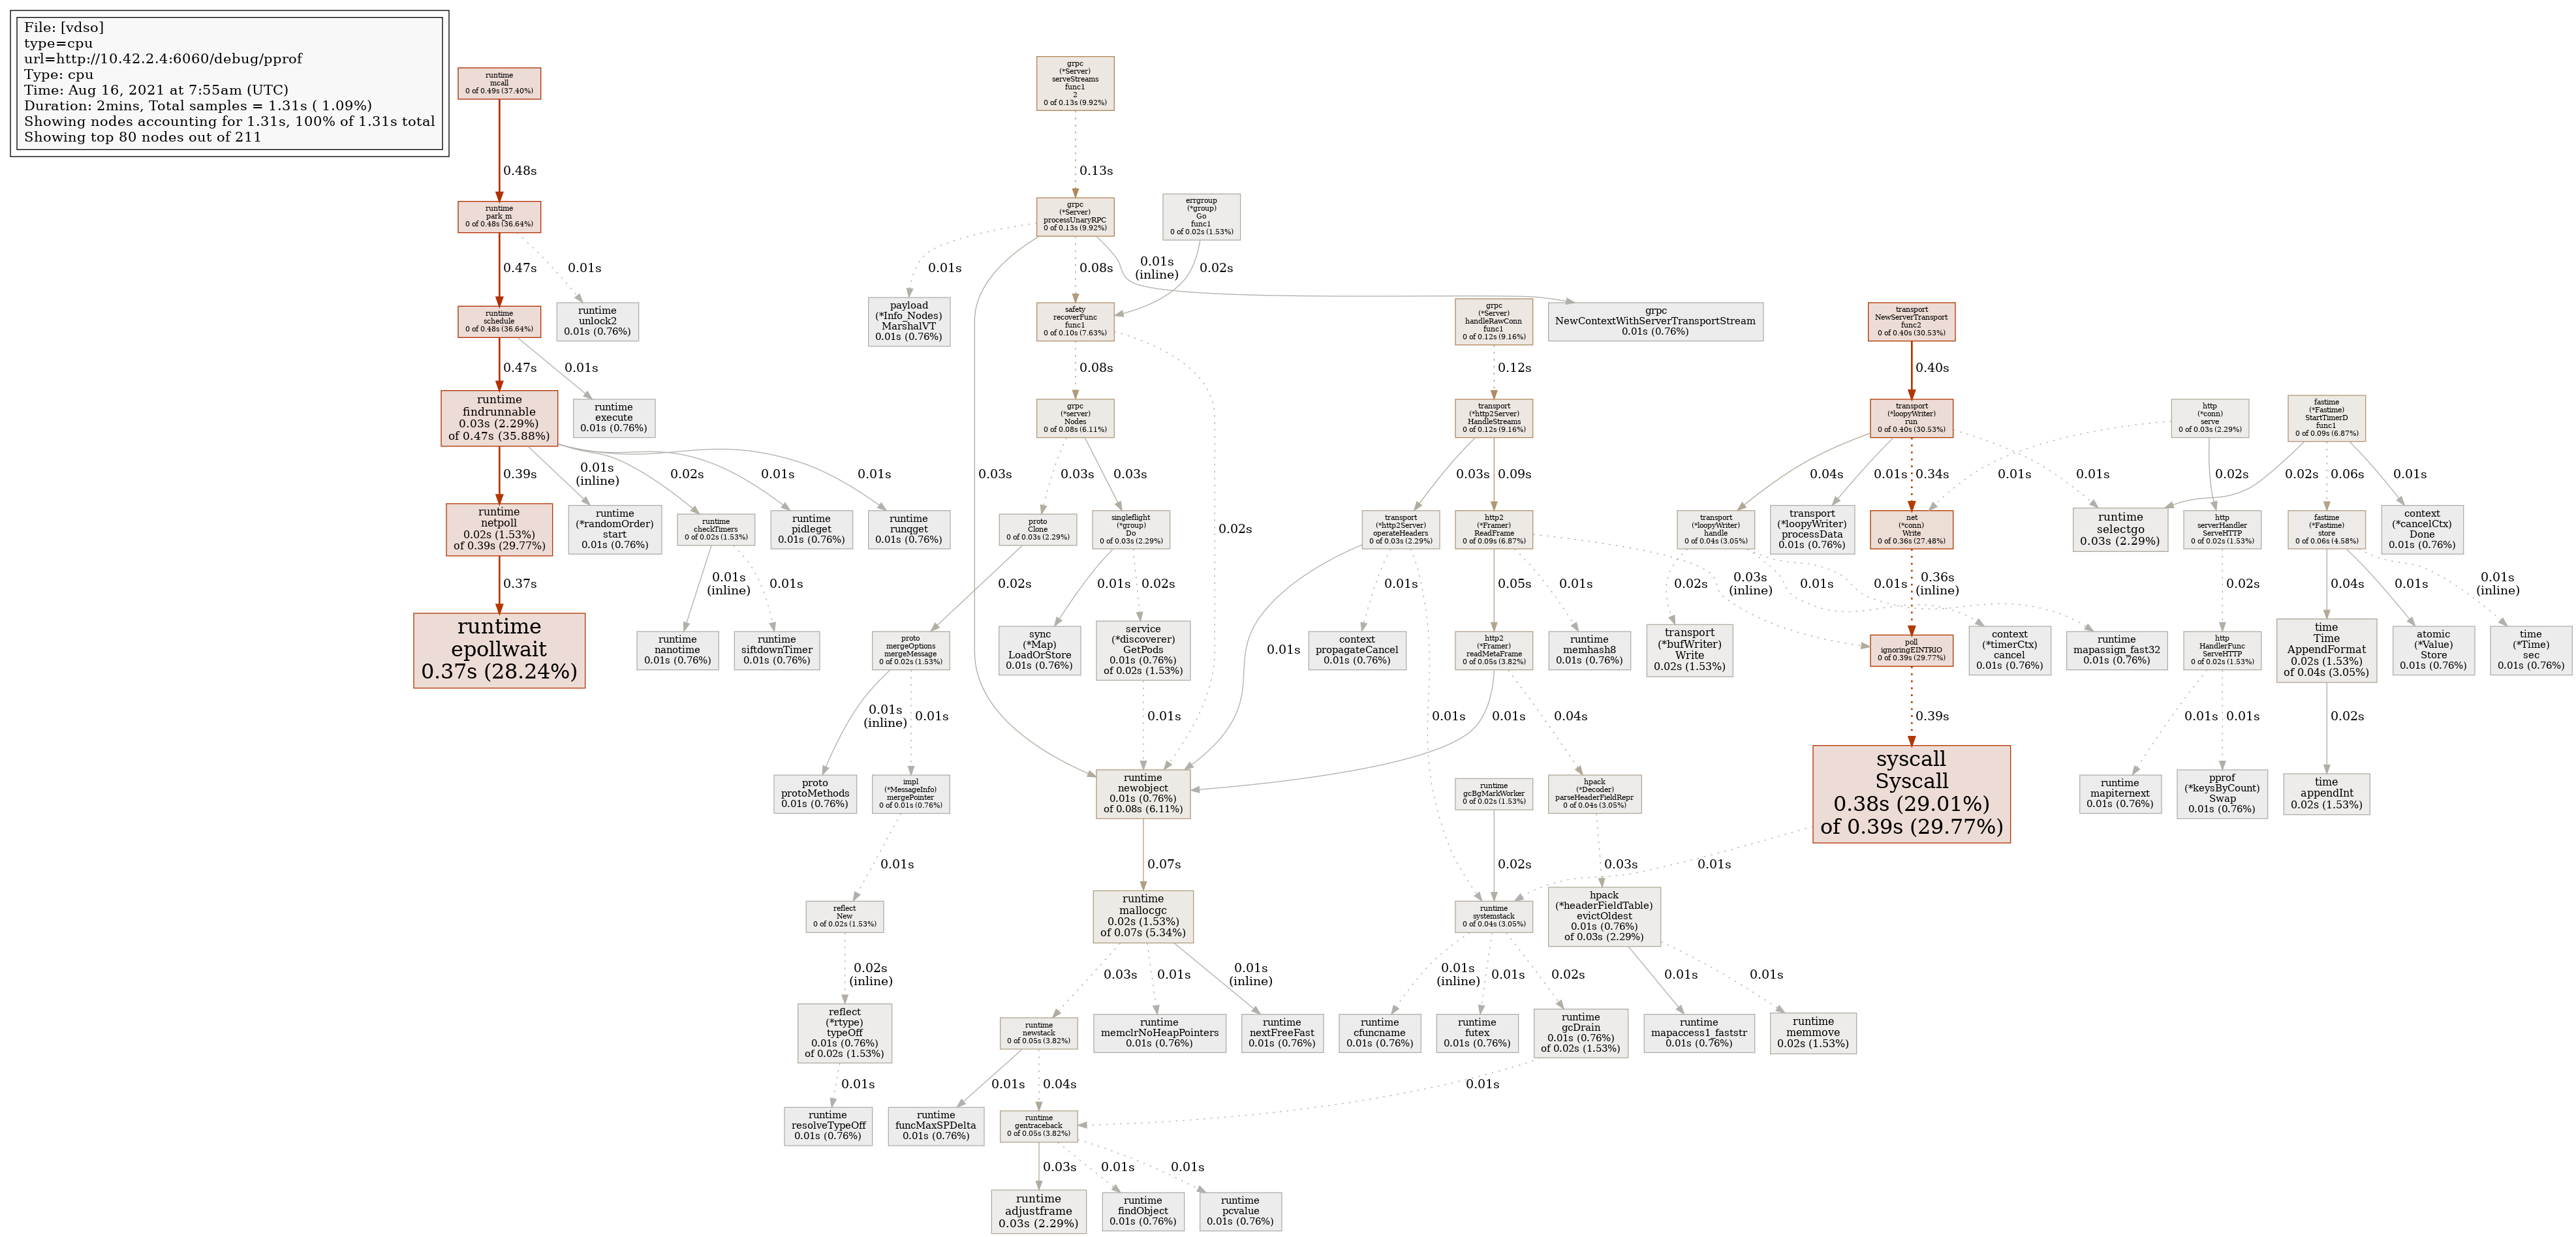 File: [vdso]
type=cpu
url=http://10.42.2.4:6060/debug/pprof
Type: cpu
Time: Aug 16, 2021 at 7:55am (UTC)
Duration: 2mins, Total samples = 1.31s ( 1.09%)
Showing nodes accounting for 1.31s, 100% of 1.31s total
Showing top 80 nodes out of 211
runtime
mcall
0 of 0.49s (37.40%)
grpc
(*Server)
serveStreams
func1
2
0 of 0.13s (9.92%)
0.48s
0.13s
runtime
park_m
0 of 0.48s (36.64%)
grpc
(*Server)
processUnaryRPC
0 of 0.13s (9.92%)
errgroup
(*group)
Go
func1
0 of 0.02s (1.53%)
0.47s
0.01s
0.01s
0.08s
0.01s
(inline)
0.02s
runtime
schedule
0 of 0.48s (36.64%)
runtime
unlock2
0.01s (0.76%)
payload
(*Info_Nodes)
MarshalVT
0.01s (0.76%)
safety
recoverFunc
func1
0 of 0.10s (7.63%)
grpc
(*Server)
handleRawConn
func1
0 of 0.12s (9.16%)
grpc
NewContextWithServerTransportStream
0.01s (0.76%)
transport
NewServerTransport
func2
0 of 0.40s (30.53%)
0.47s
0.01s
0.08s
0.12s
0.40s
runtime
findrunnable
0.03s (2.29%)
of 0.47s (35.88%)
runtime
execute
0.01s (0.76%)
grpc
(*server)
Nodes
0 of 0.08s (6.11%)
transport
(*http2Server)
HandleStreams
0 of 0.12s (9.16%)
transport
(*loopyWriter)
run
0 of 0.40s (30.53%)
http
(*conn)
serve
0 of 0.03s (2.29%)
fastime
(*Fastime)
StartTimerD
func1
0 of 0.09s (6.87%)
0.39s
0.01s
(inline)
0.02s
0.01s
0.01s
0.03s
0.03s
0.03s
0.02s
0.03s
0.09s
0.04s
0.01s
0.34s
0.01s
0.01s
0.02s
0.02s
0.06s
0.01s
runtime
netpoll
0.02s (1.53%)
of 0.39s (29.77%)
runtime
(*randomOrder)
start
0.01s (0.76%)
runtime
checkTimers
0 of 0.02s (1.53%)
runtime
pidleget
0.01s (0.76%)
runtime
runqget
0.01s (0.76%)
proto
Clone
0 of 0.03s (2.29%)
singleflight
(*group)
Do
0 of 0.03s (2.29%)
transport
(*http2Server)
operateHeaders
0 of 0.03s (2.29%)
http2
(*Framer)
ReadFrame
0 of 0.09s (6.87%)
transport
(*loopyWriter)
handle
0 of 0.04s (3.05%)
transport
(*loopyWriter)
processData
0.01s (0.76%)
net
(*conn)
Write
0 of 0.36s (27.48%)
runtime
selectgo
0.03s (2.29%)
http
serverHandler
ServeHTTP
0 of 0.02s (1.53%)
fastime
(*Fastime)
store
0 of 0.06s (4.58%)
context
(*cancelCtx)
Done
0.01s (0.76%)
0.37s
0.01s
(inline)
0.01s
0.02s
0.01s
0.02s
0.01s
0.01s
0.05s
0.01s
0.02s
0.03s
(inline)
0.01s
0.01s
0.36s
(inline)
0.02s
0.04s
0.01s
0.01s
(inline)
runtime
epollwait
0.37s (28.24%)
runtime
nanotime
0.01s (0.76%)
runtime
siftdownTimer
0.01s (0.76%)
proto
mergeOptions
mergeMessage
0 of 0.02s (1.53%)
sync
(*Map)
LoadOrStore
0.01s (0.76%)
service
(*discoverer)
GetPods
0.01s (0.76%)
of 0.02s (1.53%)
context
propagateCancel
0.01s (0.76%)
http2
(*Framer)
readMetaFrame
0 of 0.05s (3.82%)
runtime
memhash8
0.01s (0.76%)
transport
(*bufWriter)
Write
0.02s (1.53%)
poll
ignoringEINTRIO
0 of 0.39s (29.77%)
context
(*timerCtx)
cancel
0.01s (0.76%)
runtime
mapassign_fast32
0.01s (0.76%)
http
HandlerFunc
ServeHTTP
0 of 0.02s (1.53%)
time
Time
AppendFormat
0.02s (1.53%)
of 0.04s (3.05%)
atomic
(*Value)
Store
0.01s (0.76%)
time
(*Time)
sec
0.01s (0.76%)
0.01s
(inline)
0.01s
0.01s
0.01s
0.01s
0.04s
0.39s
0.01s
0.01s
0.02s
proto
protoMethods
0.01s (0.76%)
impl
(*MessageInfo)
mergePointer
0 of 0.01s (0.76%)
runtime
newobject
0.01s (0.76%)
of 0.08s (6.11%)
runtime
gcBgMarkWorker
0 of 0.02s (1.53%)
hpack
(*Decoder)
parseHeaderFieldRepr
0 of 0.04s (3.05%)
syscall
Syscall
0.38s (29.01%)
of 0.39s (29.77%)
runtime
mapiternext
0.01s (0.76%)
pprof
(*keysByCount)
Swap
0.01s (0.76%)
time
appendInt
0.02s (1.53%)
0.01s
0.07s
0.02s
0.03s
0.01s
reflect
New
0 of 0.02s (1.53%)
runtime
mallocgc
0.02s (1.53%)
of 0.07s (5.34%)
runtime
systemstack
0 of 0.04s (3.05%)
hpack
(*headerFieldTable)
evictOldest
0.01s (0.76%)
of 0.03s (2.29%)
0.02s
(inline)
0.03s
0.01s
0.01s
(inline)
0.01s
(inline)
0.01s
0.02s
0.01s
0.01s
reflect
(*rtype)
typeOff
0.01s (0.76%)
of 0.02s (1.53%)
runtime
newstack
0 of 0.05s (3.82%)
runtime
memclrNoHeapPointers
0.01s (0.76%)
runtime
nextFreeFast
0.01s (0.76%)
runtime
cfuncname
0.01s (0.76%)
runtime
futex
0.01s (0.76%)
runtime
gcDrain
0.01s (0.76%)
of 0.02s (1.53%)
runtime
mapaccess1_faststr
0.01s (0.76%)
runtime
memmove
0.02s (1.53%)
0.01s
0.01s
0.04s
0.01s
runtime
resolveTypeOff
0.01s (0.76%)
runtime
funcMaxSPDelta
0.01s (0.76%)
runtime
gentraceback
0 of 0.05s (3.82%)
0.03s
0.01s
0.01s
runtime
adjustframe
0.03s (2.29%)
runtime
findObject
0.01s (0.76%)
runtime
pcvalue
0.01s (0.76%)